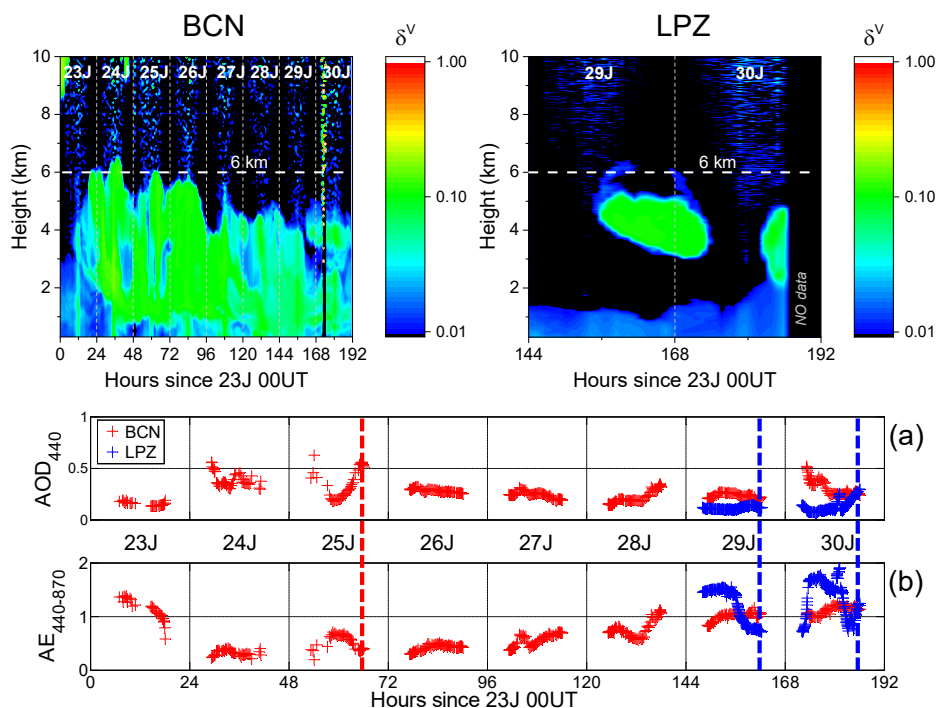 BCN
LPZ
δV
δV
10
8
6
4
2
Height (km)
23J 24J 25J 26J 27J 28J 29J 30J
6 km
0 24 48 72 96 120 144 168 192
Hours since 23J 00UT
1.00
0.10
0.01
10
8
6
4
2
Height (km)
29J 30J
6 km
NO data
144 168 192
Hours since 23J 00UT
1.00
0.10
0.01
1
0.5
0
AOD440
BCN
LPZ
(a)
23J 24J 25J 26J 27J 28J 29J 30J
2
1
0
AE440-870
(b)
0 24 48 72 96 120 144 168 192
Hours since 23J 00UT